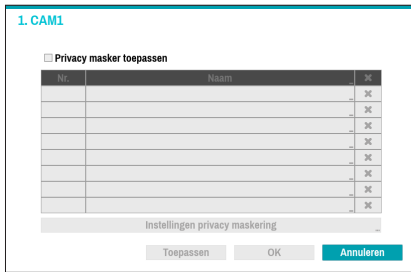 1. CAM1
Privacy masker toepassen
Nr. Naam
Instellingen privacy maskering
Toepassen OK Annuleren